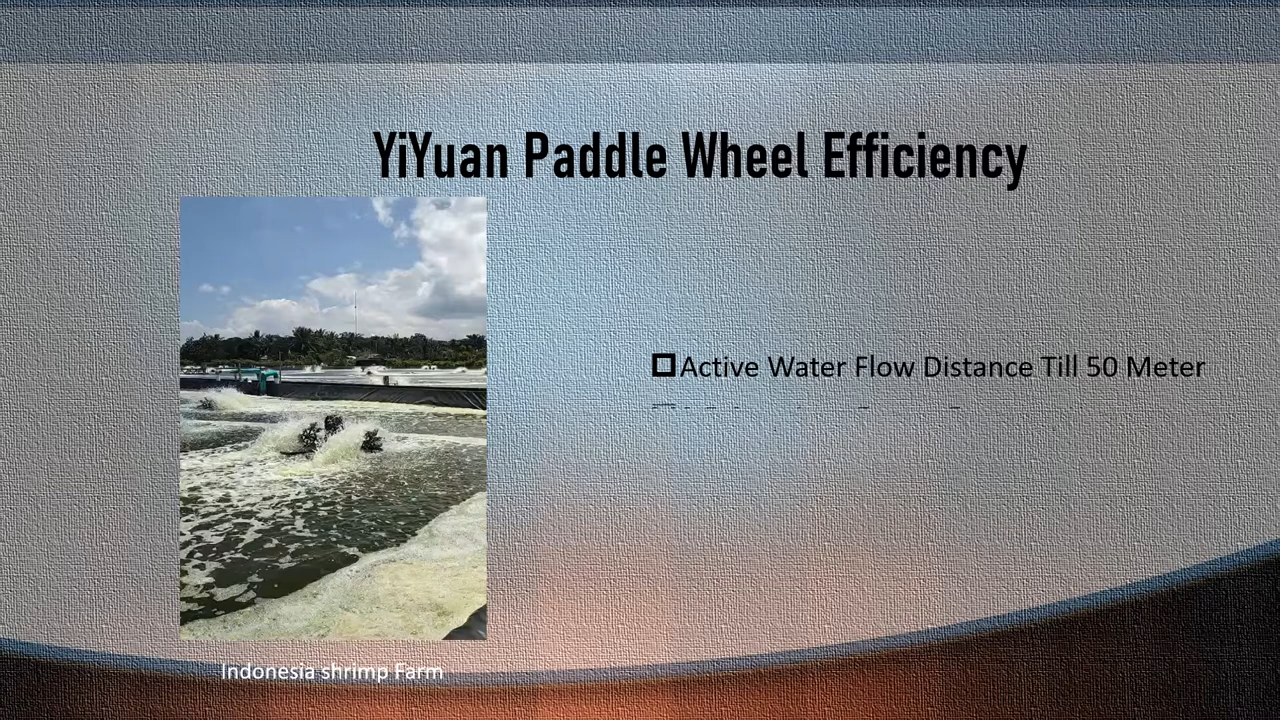 YiYuan Paddle Wheel Efficiency
Active Water Flow Distance Till 50 Meter
Indonesia shrimp Farm